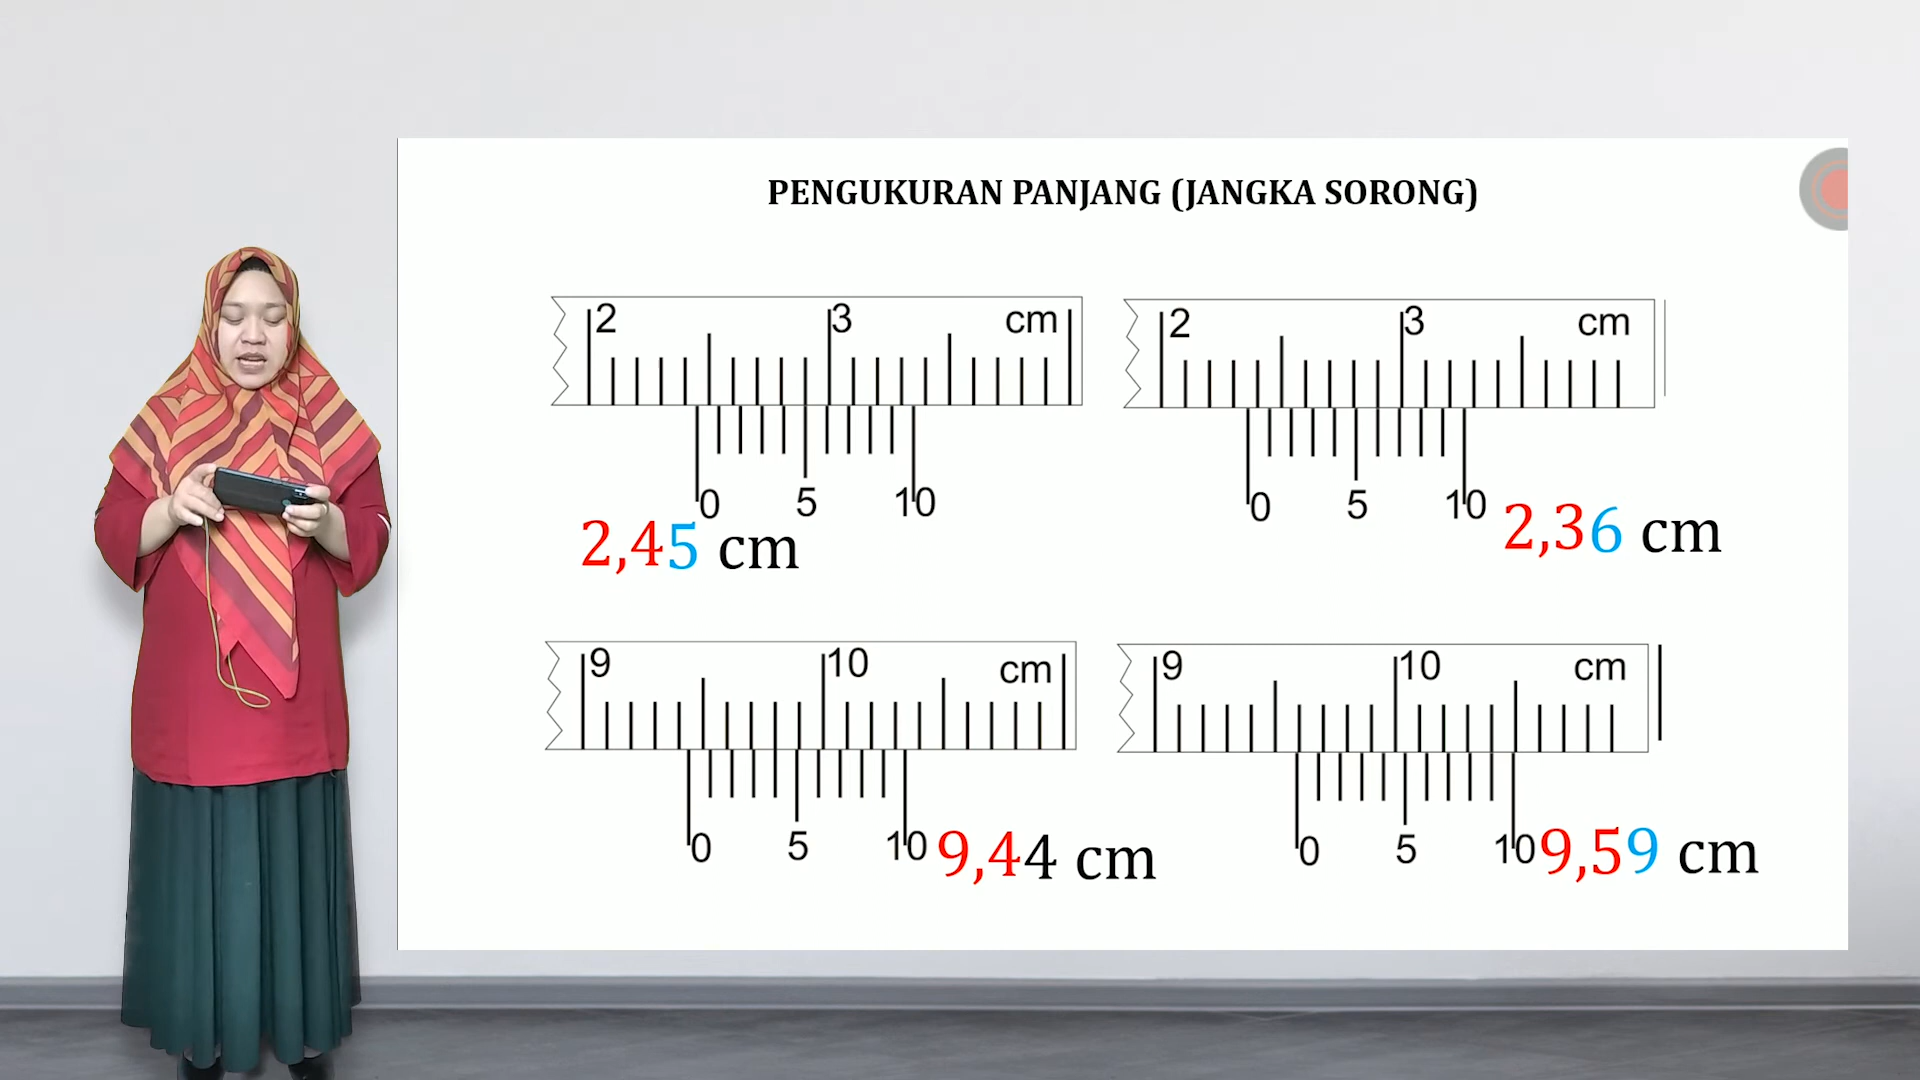 PENGUKURAN PANJANG (JANGKA SORONG)
2 3 cm
0 5 10
2,45 cm
2 3 cm
0 5 10
2,36 cm
9 10 cm
0 5 10
9,44 cm
9 10 cm
0 5 10
9,59 cm